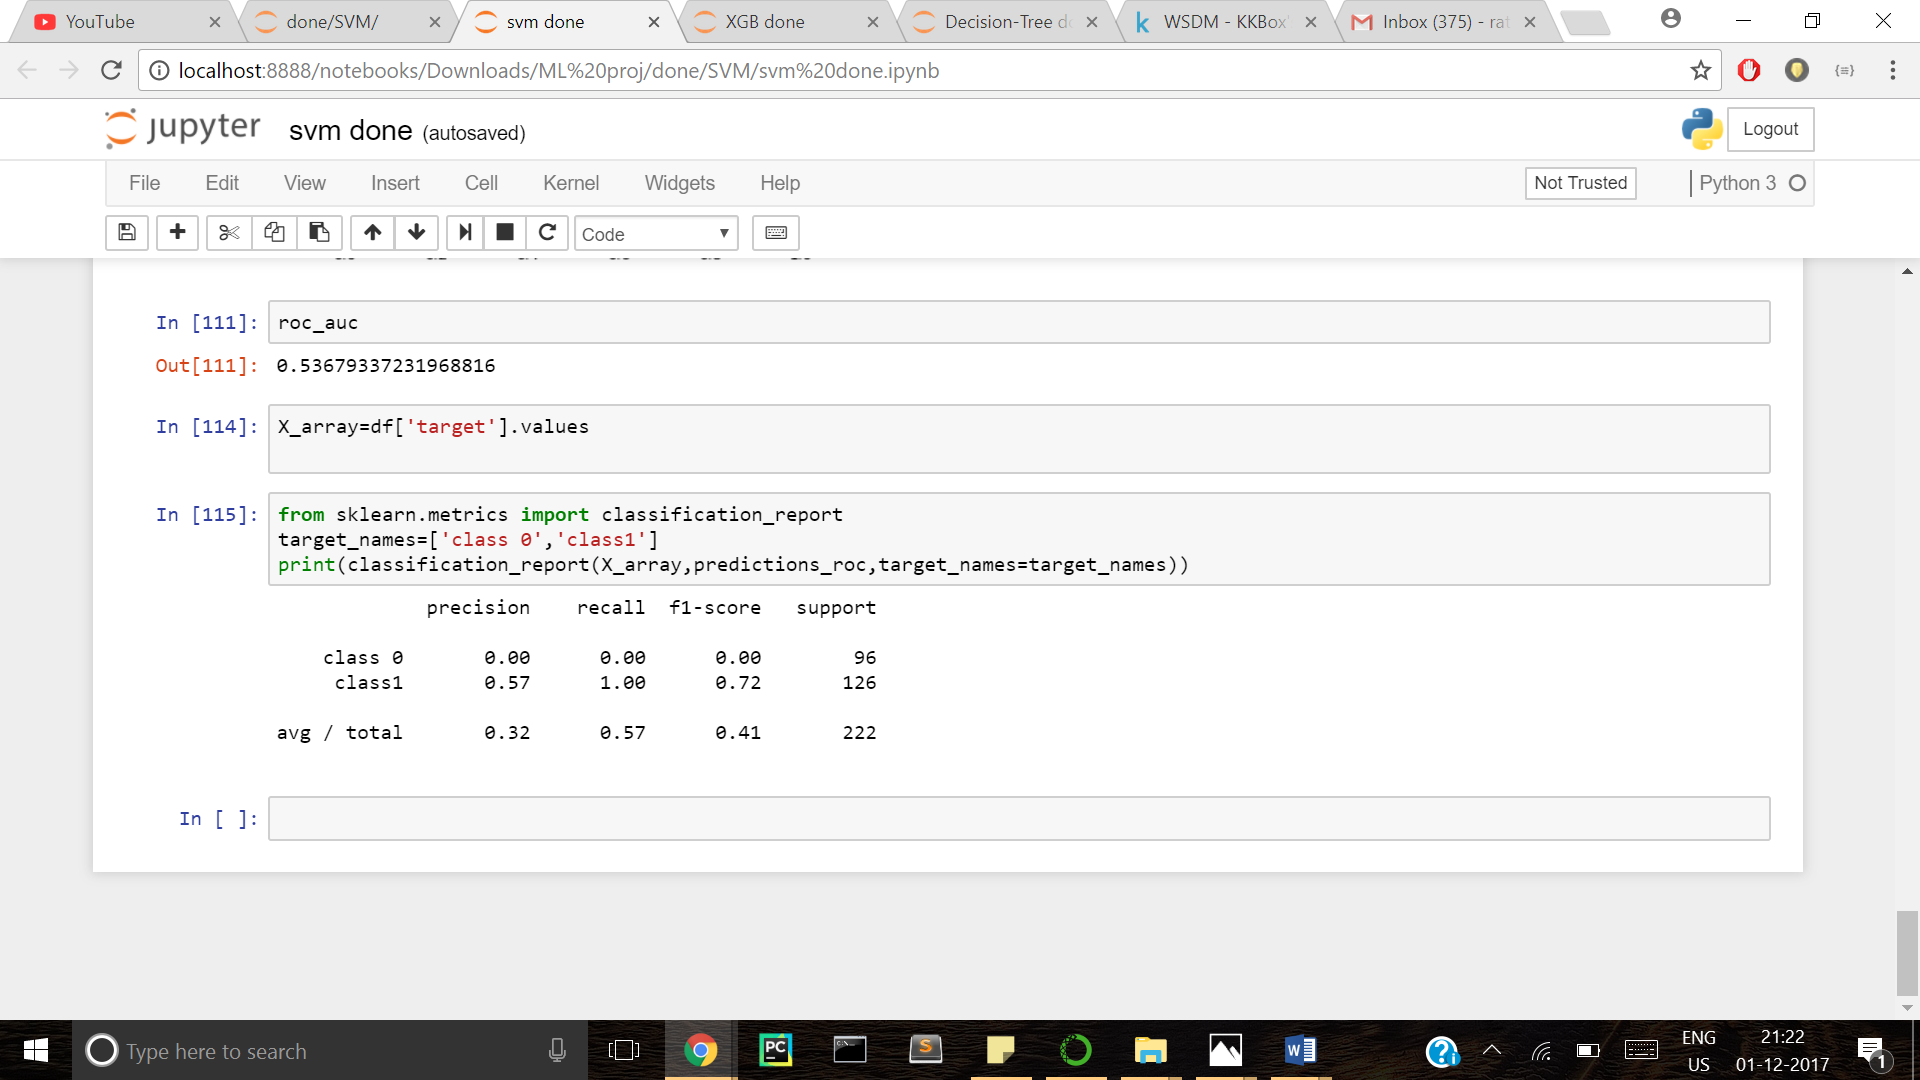 YouTube
done/SVM/
svm done
XGB done
Decision-Tree d
WSDM - KKBox'
Inbox (375) - rat
localhost:8888/notebooks/Downloads/ML%20proj/done/SVM/svm%20done.ipynb
jupyter svm done (autosaved)
Logout
File Edit View Insert Cell Kernel Widgets Help
Not Trusted
Python 3
Code
In [111]: roc_auc
Out[111]: 0.53679337231968816
In [114]: X_array=df['target'].values
In [115]: from sklearn.metrics import classification_report
target_names=['class 0','class1']
print(classification_report(X_array,predictions_roc,target_names=target_names))
precision recall f1-score support
class 0 0.00 0.00 0.00 96
class1 0.57 1.00 0.72 126
avg / total 0.32 0.57 0.41 222
In [ ]:
Type here to search
PC
S
W
ENG
US
21:22
01-12-2017
1